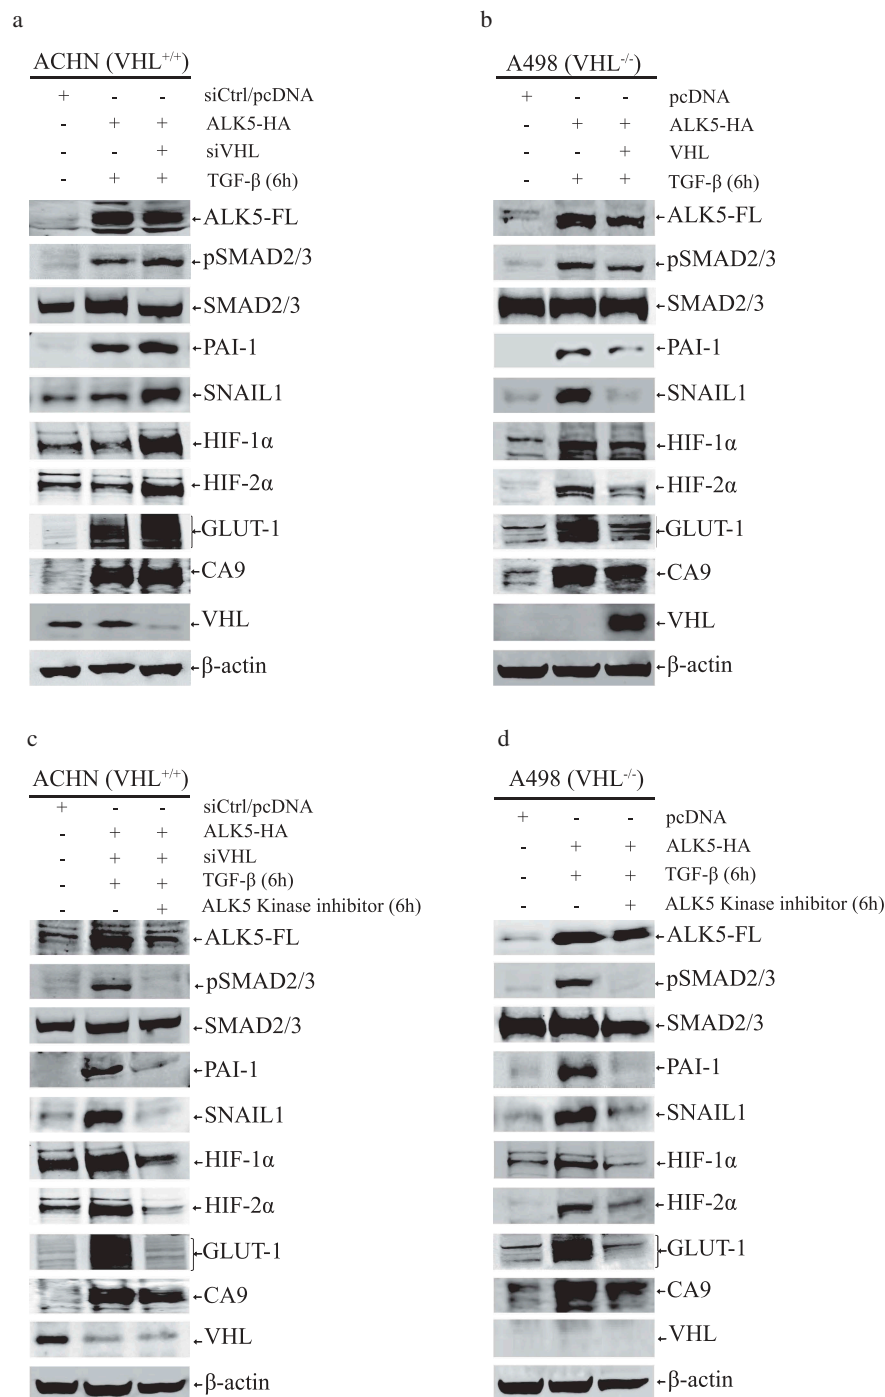 a
ACHN (VHL+/+)
+ - - siCtrl/pcDNA
- + + ALK5-HA
- - + siVHL
- + + TGF-β (6h)
ALK5-FL
pSMAD2/3
SMAD2/3
PAI-1
SNAIL1
HIF-1α
HIF-2α
GLUT-1
CA9
VHL
β-actin
b
A498 (VHL-/-)
+ - - pcDNA
- + + ALK5-HA
- - + VHL
- + + TGF-β (6h)
ALK5-FL
pSMAD2/3
SMAD2/3
PAI-1
SNAIL1
HIF-1α
HIF-2α
GLUT-1
CA9
VHL
β-actin
c
ACHN (VHL+/+)
+ - - siCtrl/pcDNA
- + + ALK5-HA
- + + siVHL
- + + TGF-β (6h)
- - + ALK5 Kinase inhibitor (6h)
ALK5-FL
pSMAD2/3
SMAD2/3
PAI-1
SNAIL1
HIF-1α
HIF-2α
GLUT-1
CA9
VHL
β-actin
d
A498 (VHL-/-)
+ - - pcDNA
- + + ALK5-HA
- + + TGF-β (6h)
- - + ALK5 Kinase inhibitor (6h)
ALK5-FL
pSMAD2/3
SMAD2/3
PAI-1
SNAIL1
HIF-1α
HIF-2α
GLUT-1
CA9
VHL
β-actin